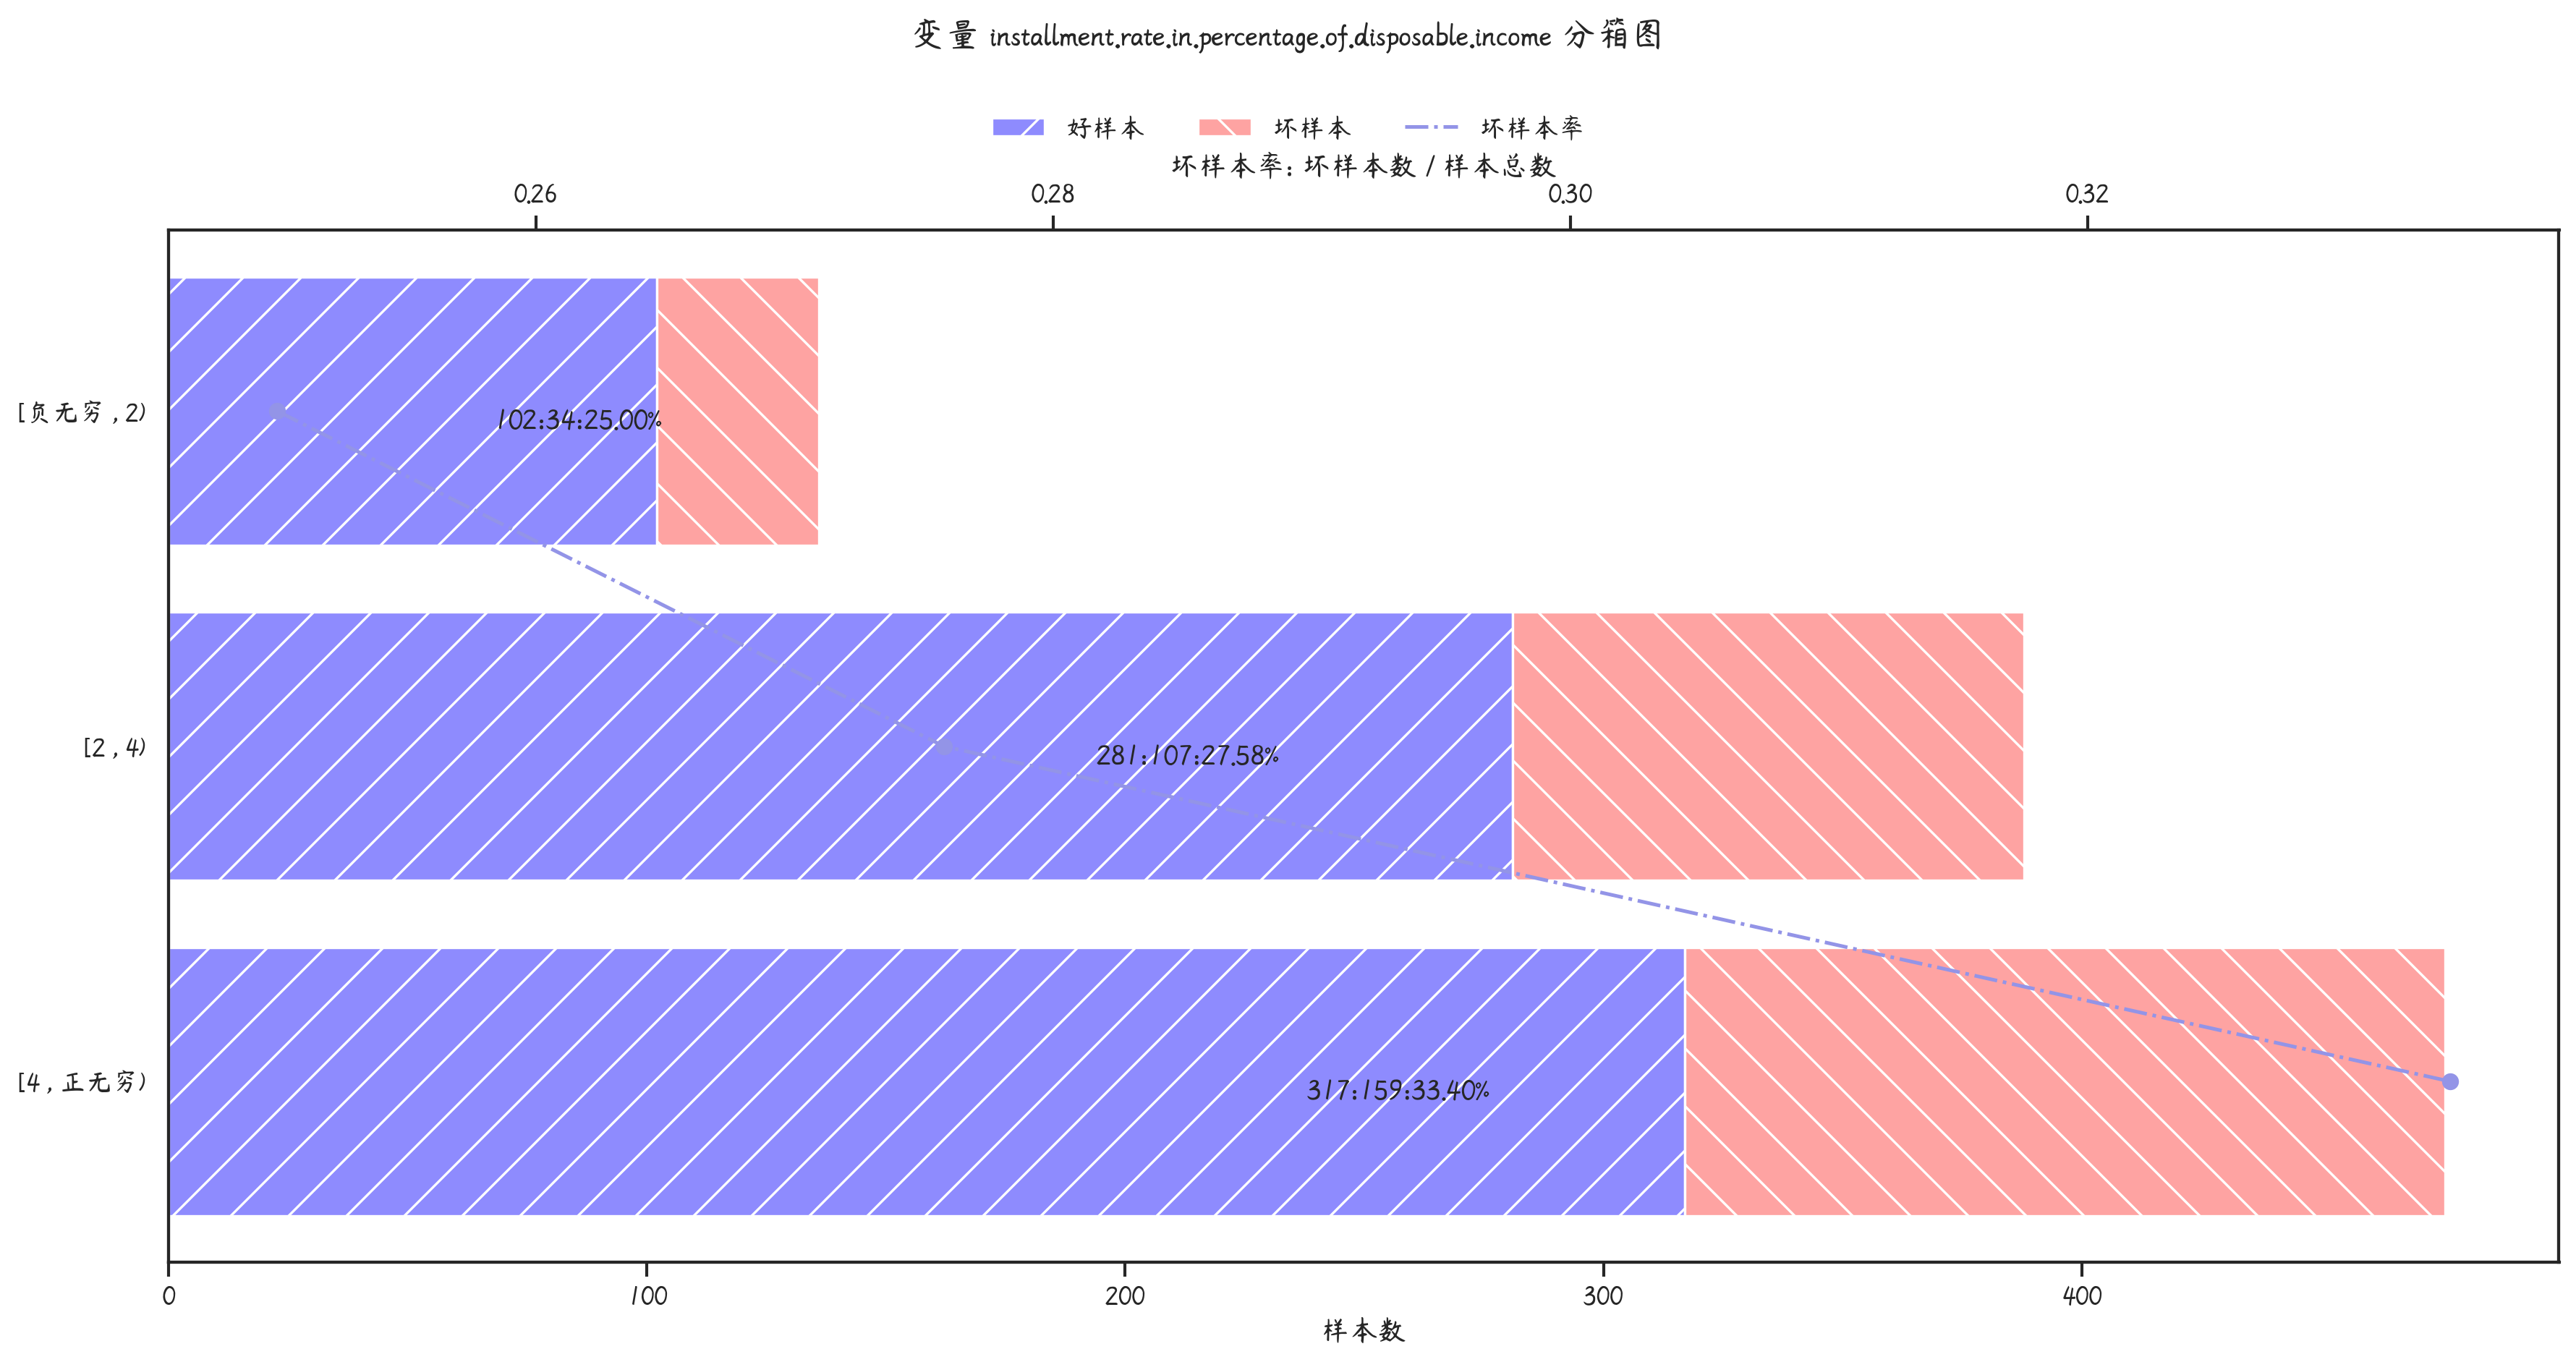 变量 installment.rate.in.percentage.of.disposable.income 分箱图
好样本 坏样本 坏样本率
坏样本率: 坏样本数 / 样本总数
0.26 0.28 0.30 0.32
[负无穷 , 2)
102:34:25.00%
[2 , 4)
281:107:27.58%
[4 , 正无穷)
317:159:33.40%
0 100 200 300 400
样本数